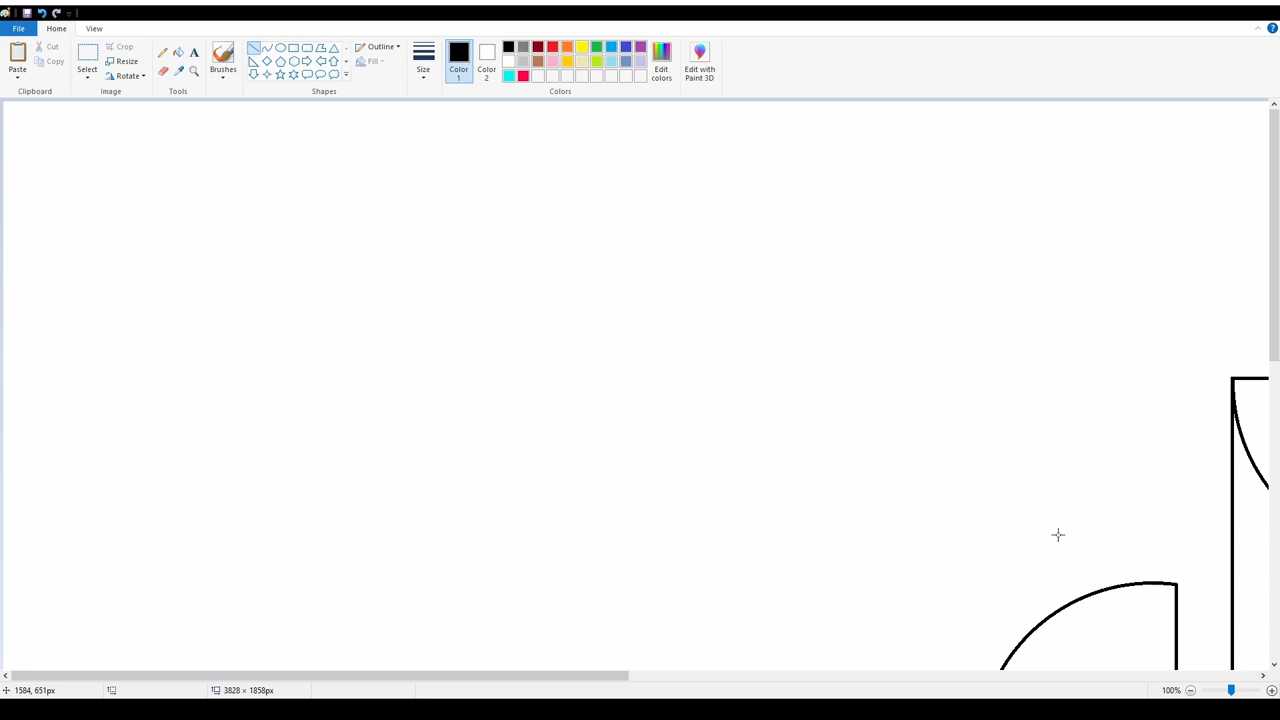 File Home View
Paste Cut Copy
Clipboard
Select Crop Resize Rotate
Image
Tools
Brushes
Outline Fill
Shapes
Size
Color 1 Color 2
Edit colors
Colors
Edit with Paint 3D
1584, 651px 3828 × 1858px 100%